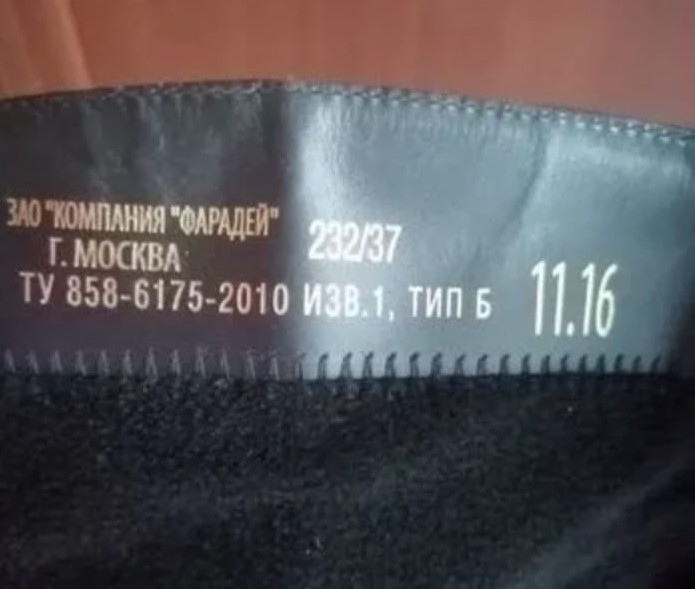 ЗАО "КОМПАНИЯ "ФАРАДЕЙ"
Г. МОСКВА
232/37
ТУ 858-6175-2010 ИЗВ.1, ТИП Б
11.16